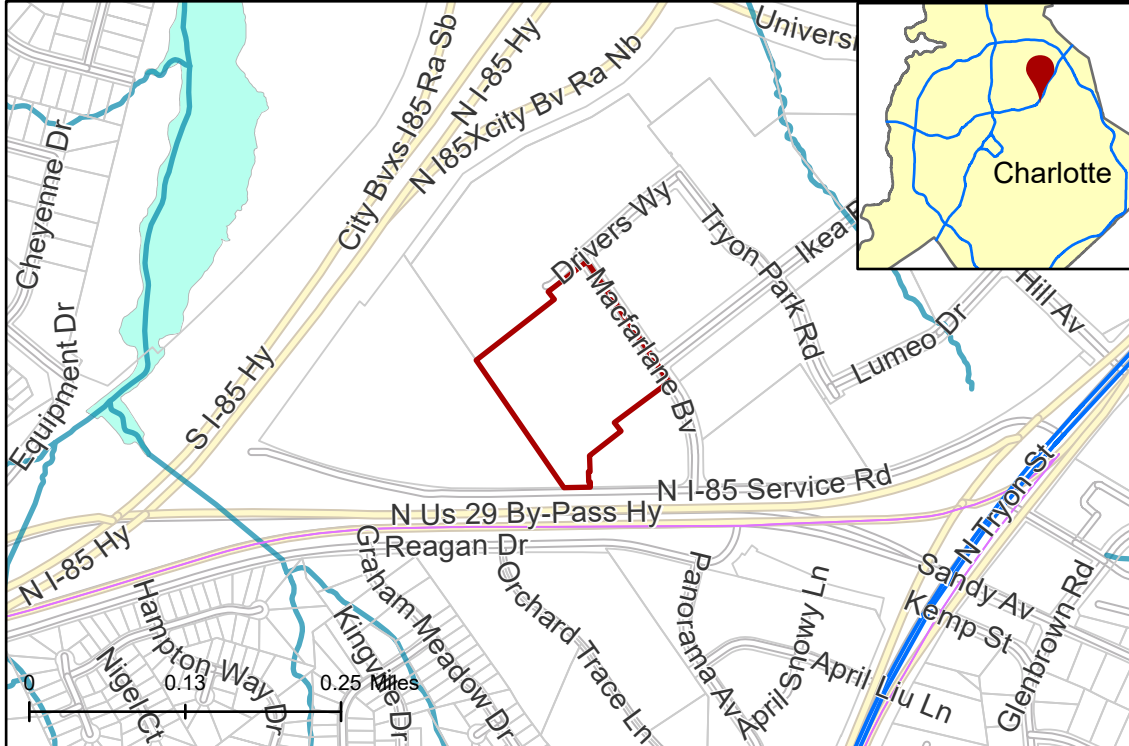 Universi
City Bvxs I85 Ra Sb
N I-85 Hy
N I85Xcity Bv Ra Nb
Charlotte
Cheyenne Dr
Drivers Wy
Tryon Park Rd
Ikea
Macfarlane Bv
Hill Av
Lumeo Dr
Equipment Dr
S I-85 Hy
N I-85 Service Rd
N Us 29 By-Pass Hy
Reagan Dr
N Tryon St
N I-85 Hy
Graham Meadow Dr
Orchard Trace Ln
Panorama Av
April Snowy Ln
Sandy Av
Kemp St
Glenbrown Rd
Hampton Way Dr
Kingville Dr
Nigel Ct
April Liu Ln
0 0.13 0.25 Miles